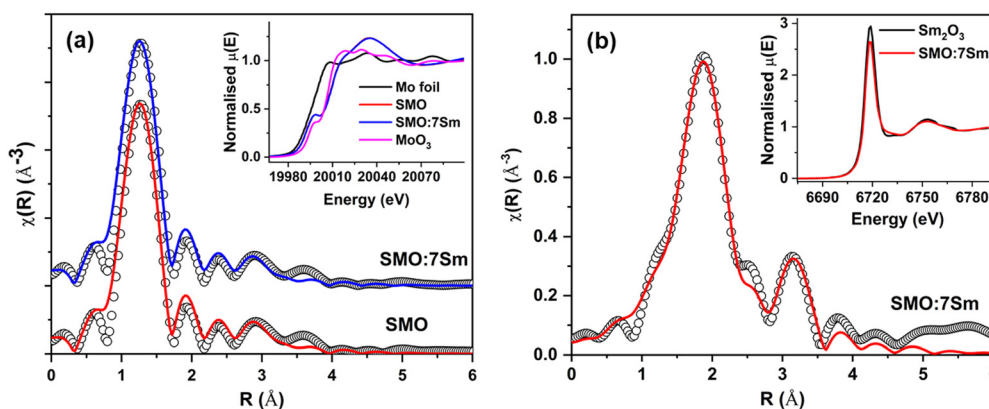 (a)
χ(R) (Å⁻³)
Normalised μ(E)
1.0
0.5
0.0
19980 20010 20040 20070
Energy (eV)
Mo foil
SMO
SMO:7Sm
MoO₃
SMO:7Sm
SMO
0 1 2 3 4 5 6
R (Å)
(b)
χ(R) (Å⁻³)
1.0
0.8
0.6
0.4
0.2
0.0
Normalised μ(E)
3
2
1
0
6690 6720 6750 6780
Energy (eV)
Sm₂O₃
SMO:7Sm
SMO:7Sm
0 1 2 3 4 5 6
R (Å)